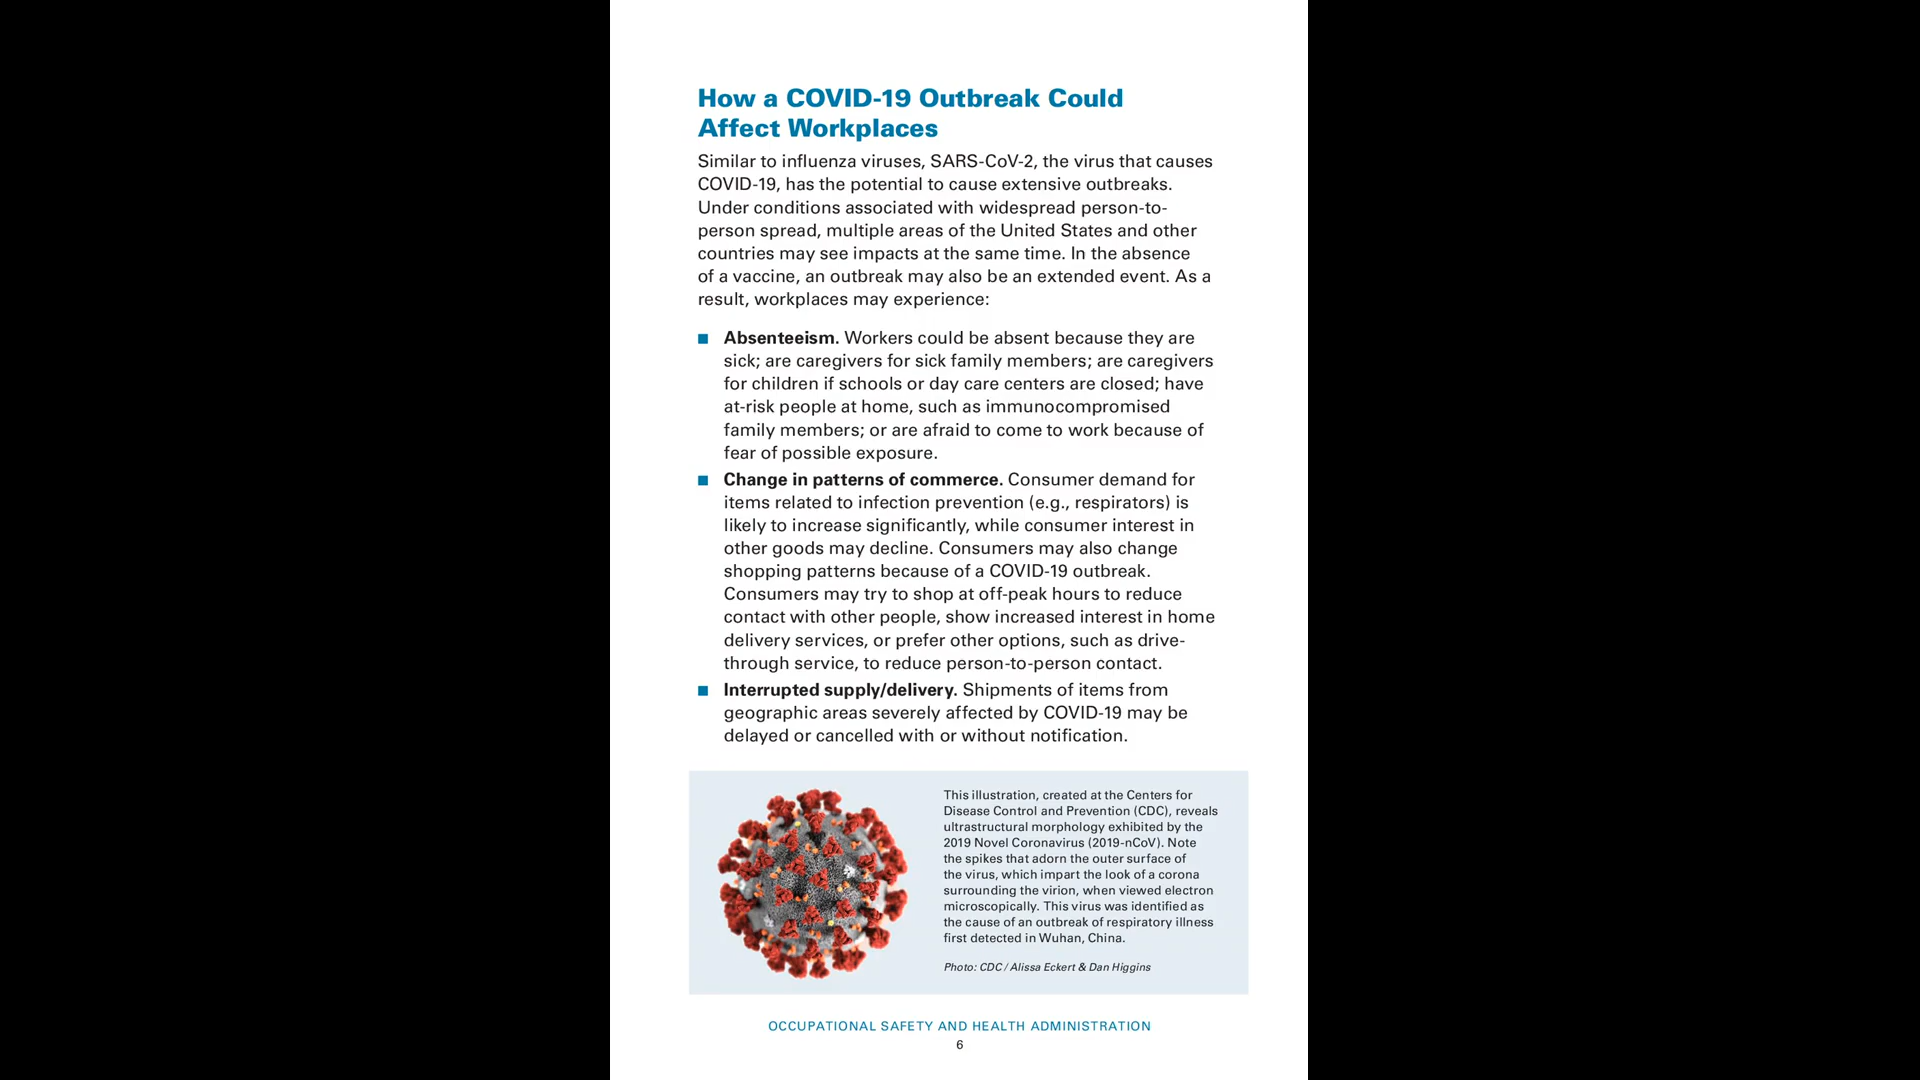 How a COVID-19 Outbreak Could
Affect Workplaces
Similar to influenza viruses, SARS-CoV-2, the virus that causes
COVID-19, has the potential to cause extensive outbreaks.
Under conditions associated with widespread person-to-
person spread, multiple areas of the United States and other
countries may see impacts at the same time. In the absence
of a vaccine, an outbreak may also be an extended event. As a
result, workplaces may experience:
■ Absenteeism. Workers could be absent because they are
sick; are caregivers for sick family members; are caregivers
for children if schools or day care centers are closed; have
at-risk people at home, such as immunocompromised
family members; or are afraid to come to work because of
fear of possible exposure.
■ Change in patterns of commerce. Consumer demand for
items related to infection prevention (e.g., respirators) is
likely to increase significantly, while consumer interest in
other goods may decline. Consumers may also change
shopping patterns because of a COVID-19 outbreak.
Consumers may try to shop at off-peak hours to reduce
contact with other people, show increased interest in home
delivery services, or prefer other options, such as drive-
through service, to reduce person-to-person contact.
■ Interrupted supply/delivery. Shipments of items from
geographic areas severely affected by COVID-19 may be
delayed or cancelled with or without notification.
This illustration, created at the Centers for
Disease Control and Prevention (CDC), reveals
ultrastructural morphology exhibited by the
2019 Novel Coronavirus (2019-nCoV). Note
the spikes that adorn the outer surface of
the virus, which impart the look of a corona
surrounding the virion, when viewed electron
microscopically. This virus was identified as
the cause of an outbreak of respiratory illness
first detected in Wuhan, China.
Photo: CDC / Alissa Eckert & Dan Higgins
OCCUPATIONAL SAFETY AND HEALTH ADMINISTRATION
6